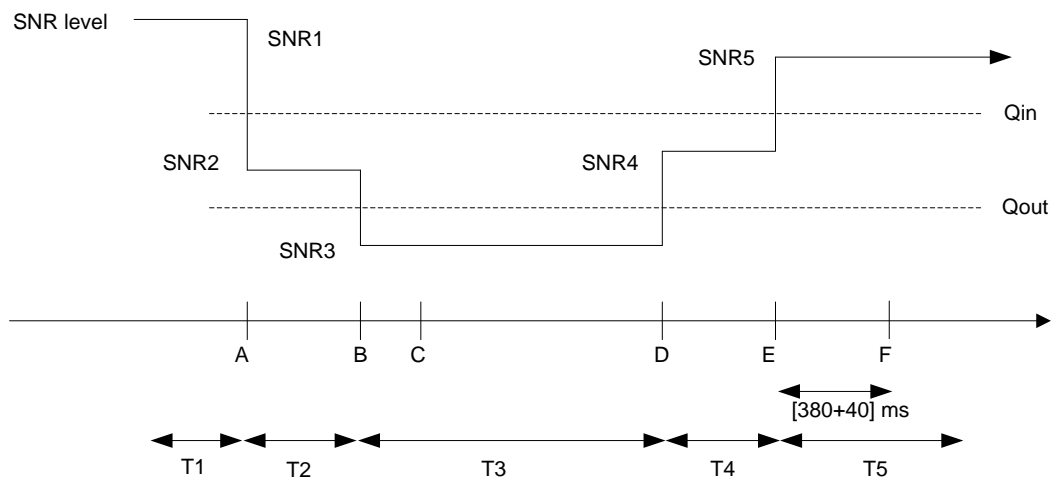 SNR level
SNR1
SNR5
Qin
SNR2
SNR4
Qout
SNR3
A B C D E F
[380+40] ms
T1 T2 T3 T4 T5